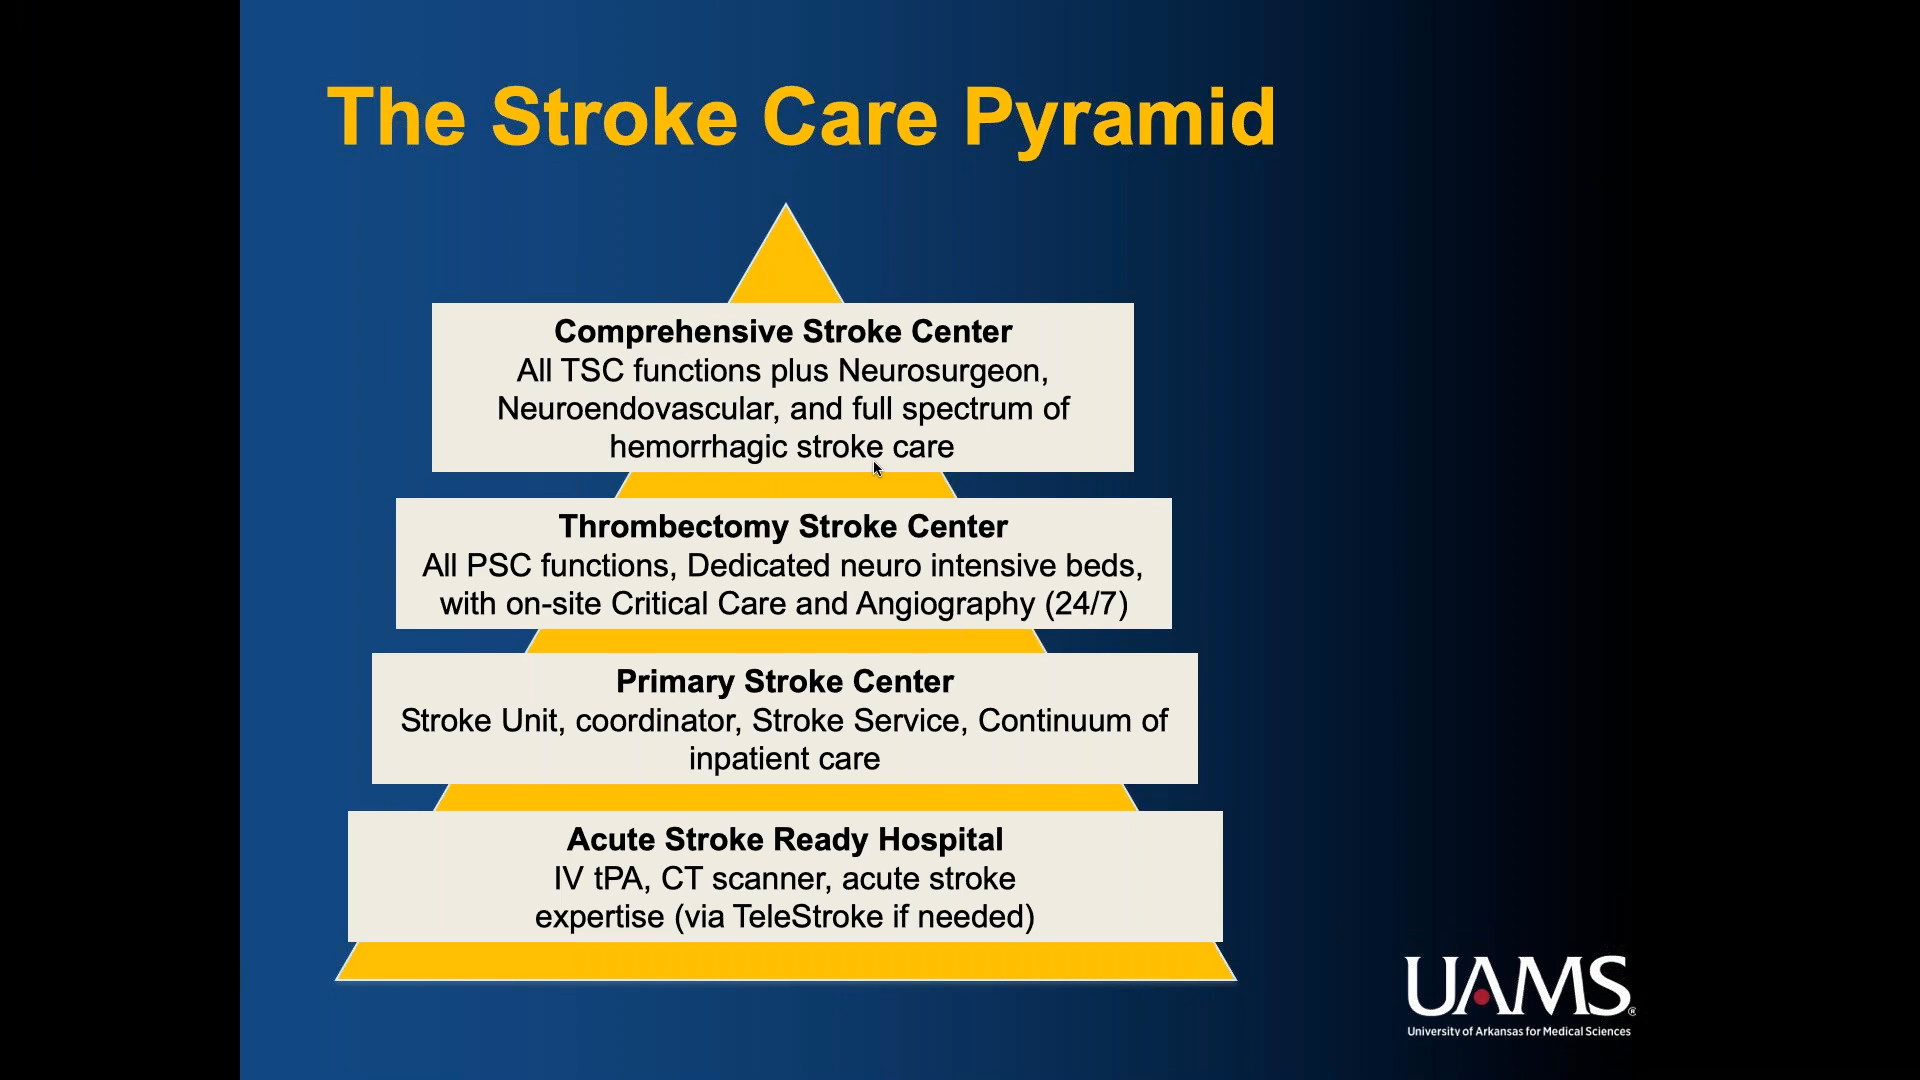 The Stroke Care Pyramid
Comprehensive Stroke Center
All TSC functions plus Neurosurgeon,
Neuroendovascular, and full spectrum of
hemorrhagic stroke care
Thrombectomy Stroke Center
All PSC functions, Dedicated neuro intensive beds,
with on-site Critical Care and Angiography (24/7)
Primary Stroke Center
Stroke Unit, coordinator, Stroke Service, Continuum of
inpatient care
Acute Stroke Ready Hospital
IV tPA, CT scanner, acute stroke
expertise (via TeleStroke if needed)
UAMS®
University of Arkansas for Medical Sciences